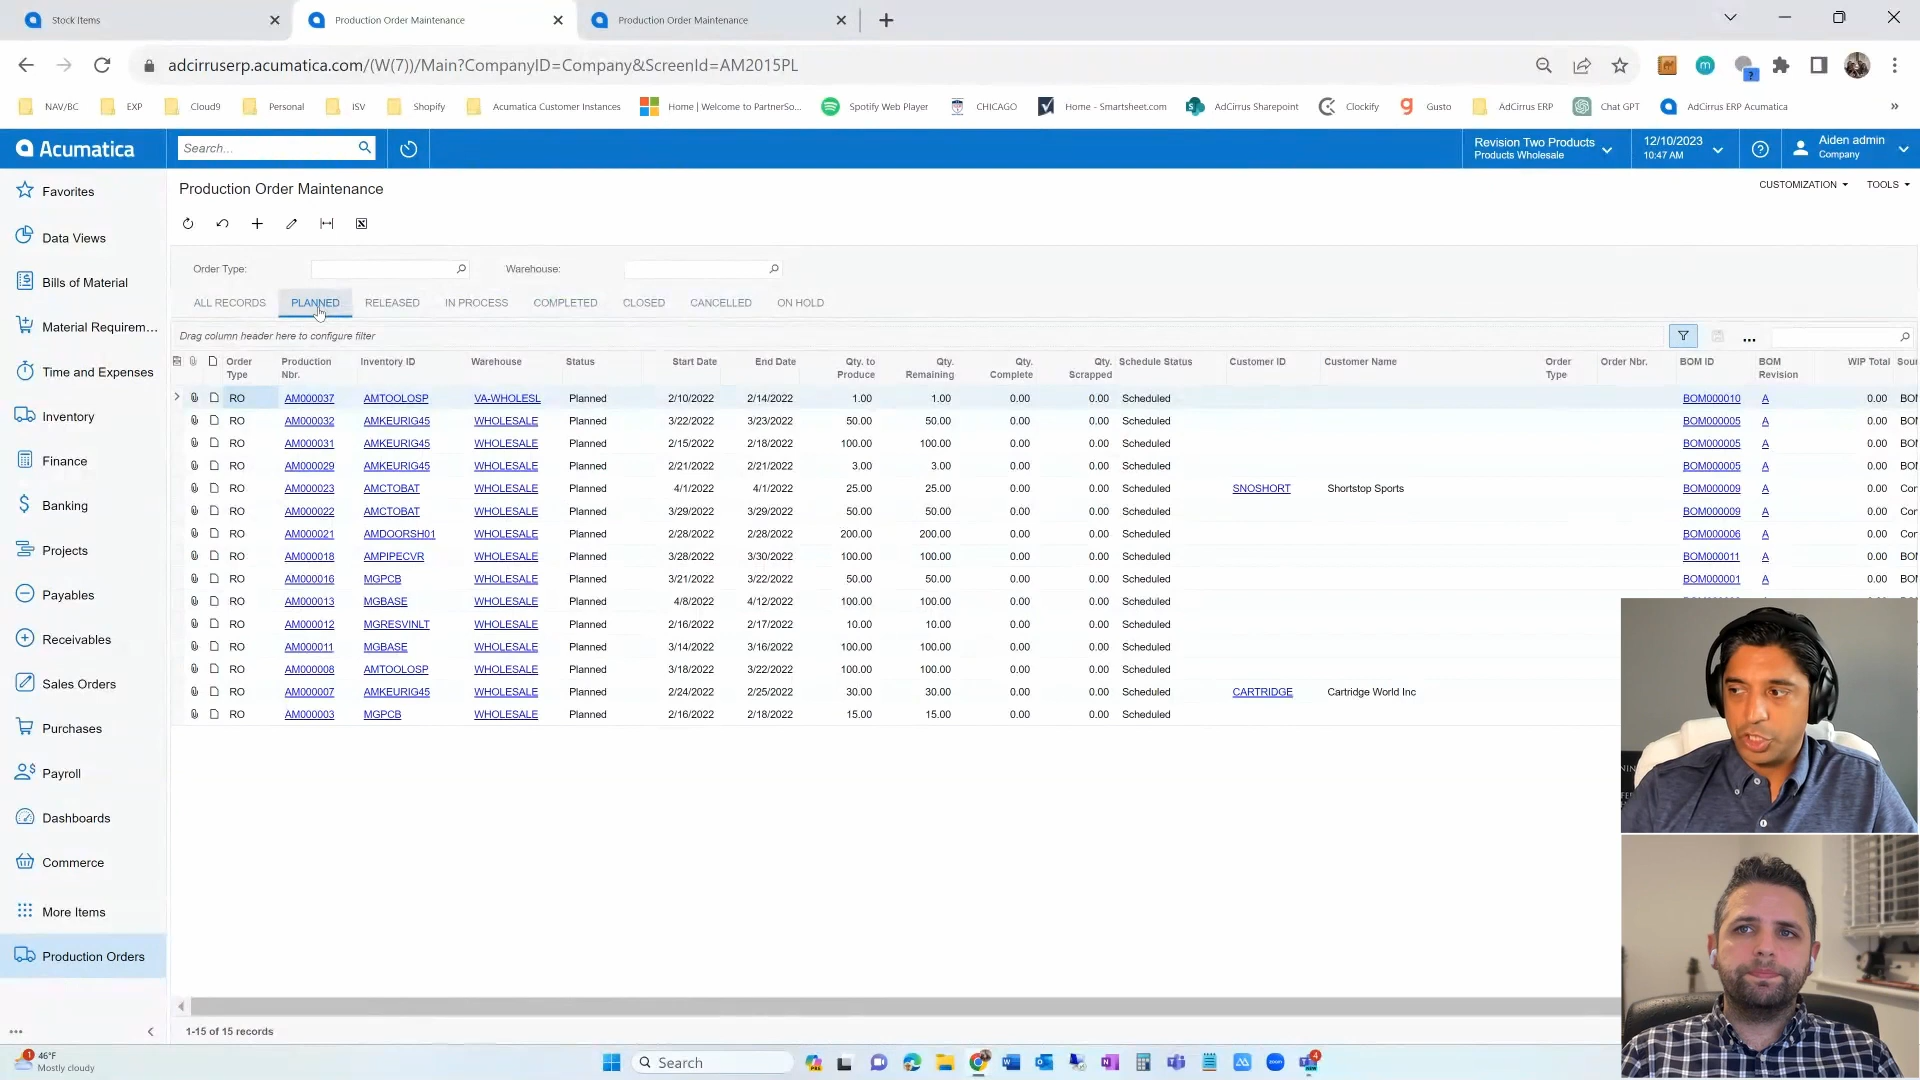 Stock Items
Production Order Maintenance
Production Order Maintenance
adcirruserp.acumatica.com/(W(7))/Main?CompanyID=Company&ScreenId=AM2015PL
NAV/BC EXP Cloud9 Personal ISV Shopify Acumatica Customer Instances Home | Welcome to PartnerSo... Spotify Web Player CHICAGO Home - Smartsheet.com AdCirrus Sharepoint Clockify Gusto AdCirrus ERP Chat GPT AdCirrus ERP Acumatica »
Acumatica
Search...
Revision Two Products
Products Wholesale
12/10/2023
10:47 AM
Aiden admin
Company
Favorites
Data Views
Bills of Material
Material Requirem...
Time and Expenses
Inventory
Finance
Banking
Projects
Payables
Receivables
Sales Orders
Purchases
Payroll
Dashboards
Commerce
More Items
Production Orders
Production Order Maintenance
CUSTOMIZATION TOOLS
Order Type: Warehouse:
ALL RECORDS PLANNED RELEASED IN PROCESS COMPLETED CLOSED CANCELLED ON HOLD
Drag column header here to configure filter
Order Type Production Nbr. Inventory ID Warehouse Status Start Date End Date Qty. to Produce Qty. Remaining Qty. Complete Qty. Scrapped Schedule Status Customer ID Customer Name Order Type Order Nbr. BOM ID BOM Revision WIP Total Sour
RO AM000037 AMTOOLOSP VA-WHOLESL Planned 2/10/2022 2/14/2022 1.00 1.00 0.00 0.00 Scheduled BOM000010 A 0.00 BOM
RO AM000032 AMKEURIG45 WHOLESALE Planned 3/22/2022 3/23/2022 50.00 50.00 0.00 0.00 Scheduled BOM000005 A 0.00 BOM
RO AM000031 AMKEURIG45 WHOLESALE Planned 2/15/2022 2/18/2022 100.00 100.00 0.00 0.00 Scheduled BOM000005 A 0.00 BOM
RO AM000029 AMKEURIG45 WHOLESALE Planned 2/21/2022 2/21/2022 3.00 3.00 0.00 0.00 Scheduled BOM000005 A 0.00 BOM
RO AM000023 AMCTOBAT WHOLESALE Planned 4/1/2022 4/1/2022 25.00 25.00 0.00 0.00 Scheduled SNOSHORT Shortstop Sports BOM000009 A 0.00 Cor
RO AM000022 AMCTOBAT WHOLESALE Planned 3/29/2022 3/29/2022 50.00 50.00 0.00 0.00 Scheduled BOM000009 A 0.00 Cor
RO AM000021 AMDOORSH01 WHOLESALE Planned 2/28/2022 2/28/2022 200.00 200.00 0.00 0.00 Scheduled BOM000006 A 0.00 Cor
RO AM000018 AMPIPECVR WHOLESALE Planned 3/28/2022 3/30/2022 100.00 100.00 0.00 0.00 Scheduled BOM000011 A 0.00 BOM
RO AM000016 MGPCB WHOLESALE Planned 3/21/2022 3/22/2022 50.00 50.00 0.00 0.00 Scheduled BOM000001 A 0.00 BOM
RO AM000013 MGBASE WHOLESALE Planned 4/8/2022 4/12/2022 100.00 100.00 0.00 0.00 Scheduled
RO AM000012 MGRESVINLT WHOLESALE Planned 2/16/2022 2/17/2022 10.00 10.00 0.00 0.00 Scheduled
RO AM000011 MGBASE WHOLESALE Planned 3/14/2022 3/16/2022 100.00 100.00 0.00 0.00 Scheduled
RO AM000008 AMTOOLOSP WHOLESALE Planned 3/18/2022 3/22/2022 100.00 100.00 0.00 0.00 Scheduled
RO AM000007 AMKEURIG45 WHOLESALE Planned 2/24/2022 2/25/2022 30.00 30.00 0.00 0.00 Scheduled CARTRIDGE Cartridge World Inc
RO AM000003 MGPCB WHOLESALE Planned 2/16/2022 2/18/2022 15.00 15.00 0.00 0.00 Scheduled
1-15 of 15 records
46°F
Mostly cloudy
Search